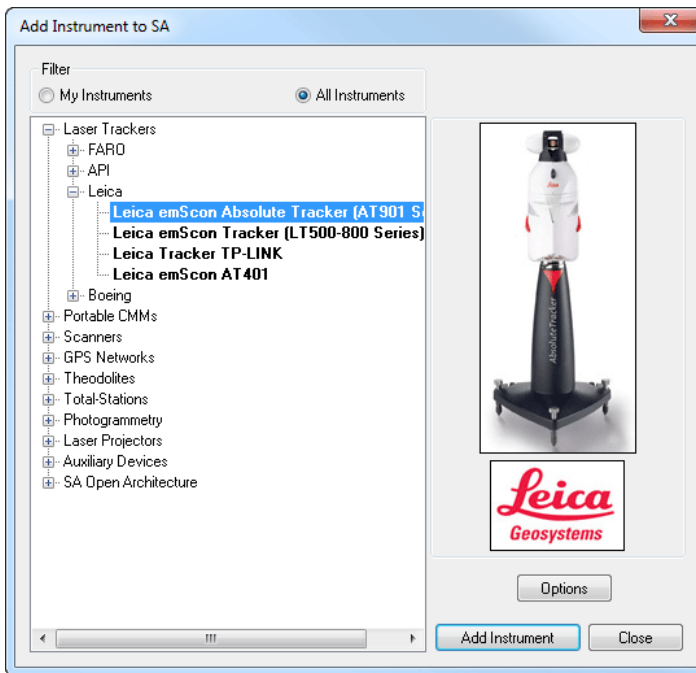 Add Instrument to SA
Filter
My Instruments
All Instruments
Laser Trackers
FARO
API
Leica
Leica emScon Absolute Tracker (AT901 S
Leica emScon Tracker (LT500-800 Series)
Leica Tracker TP-LINK
Leica emScon AT401
Boeing
Portable CMMs
Scanners
GPS Networks
Theodolites
Total-Stations
Photogrammetry
Laser Projectors
Auxiliary Devices
SA Open Architecture
Leica
AbsoluteTracker
Leica
Geosystems
Options
Add Instrument
Close